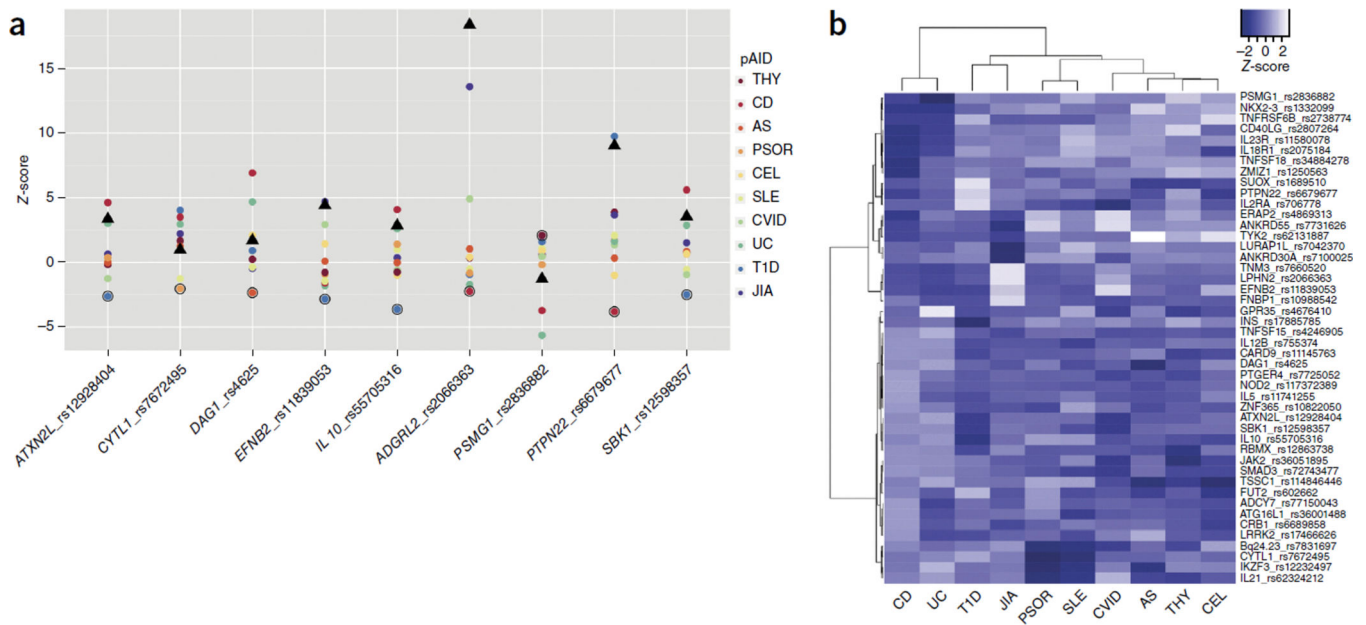 a
15
10
5
0
−5
Z-score
ATXN2L_rs12928404
CYTL1_rs7672495
DAG1_rs4625
EFNB2_rs11839053
IL 10_rs55705316
ADGRL2_rs2066363
PSMG1_rs2836882
PTPN22_rs6679677
SBK1_rs12598357
pAID
THY
CD
AS
PSOR
CEL
SLE
CVID
UC
T1D
JIA
b
−2 0 2
Z-score
PSMG1_rs2836882
NKX2-3_rs1332099
TNFRSF6B_rs2738774
CD40LG_rs2807264
IL23R_rs11580078
IL18R1_rs2075184
TNFSF18_rs34884278
ZMIZ1_rs1250563
SUOX_rs1689510
PTPN22_rs6679677
IL2RA_rs706778
ERAP2_rs4869313
ANKRD55_rs7731626
TYK2_rs62131887
LURAP1L_rs7042370
ANKRD30A_rs7100025
TNM3_rs7660520
LPHN2_rs2066363
EFNB2_rs11839053
FNBP1_rs10988542
GPR35_rs4676410
INS_rs17885785
TNFSF15_rs4246905
IL12B_rs755374
CARD9_rs11145763
DAG1_rs4625
PTGER4_rs7725052
NOD2_rs117372389
IL5_rs11741255
ZNF365_rs10822050
ATXN2L_rs12928404
SBK1_rs12598357
IL10_rs55705316
RBMX_rs12863738
JAK2_rs36051895
SMAD3_rs72743477
TSSC1_rs114846446
FUT2_rs602662
ADCY7_rs77150043
ATG16L1_rs36001488
CRB1_rs6689858
LRRK2_rs17466626
Bq24.23_rs7831697
CYTL1_rs7672495
IKZF3_rs12232497
IL21_rs62324212
CD
UC
T1D
JIA
PSOR
SLE
CVID
AS
THY
CEL